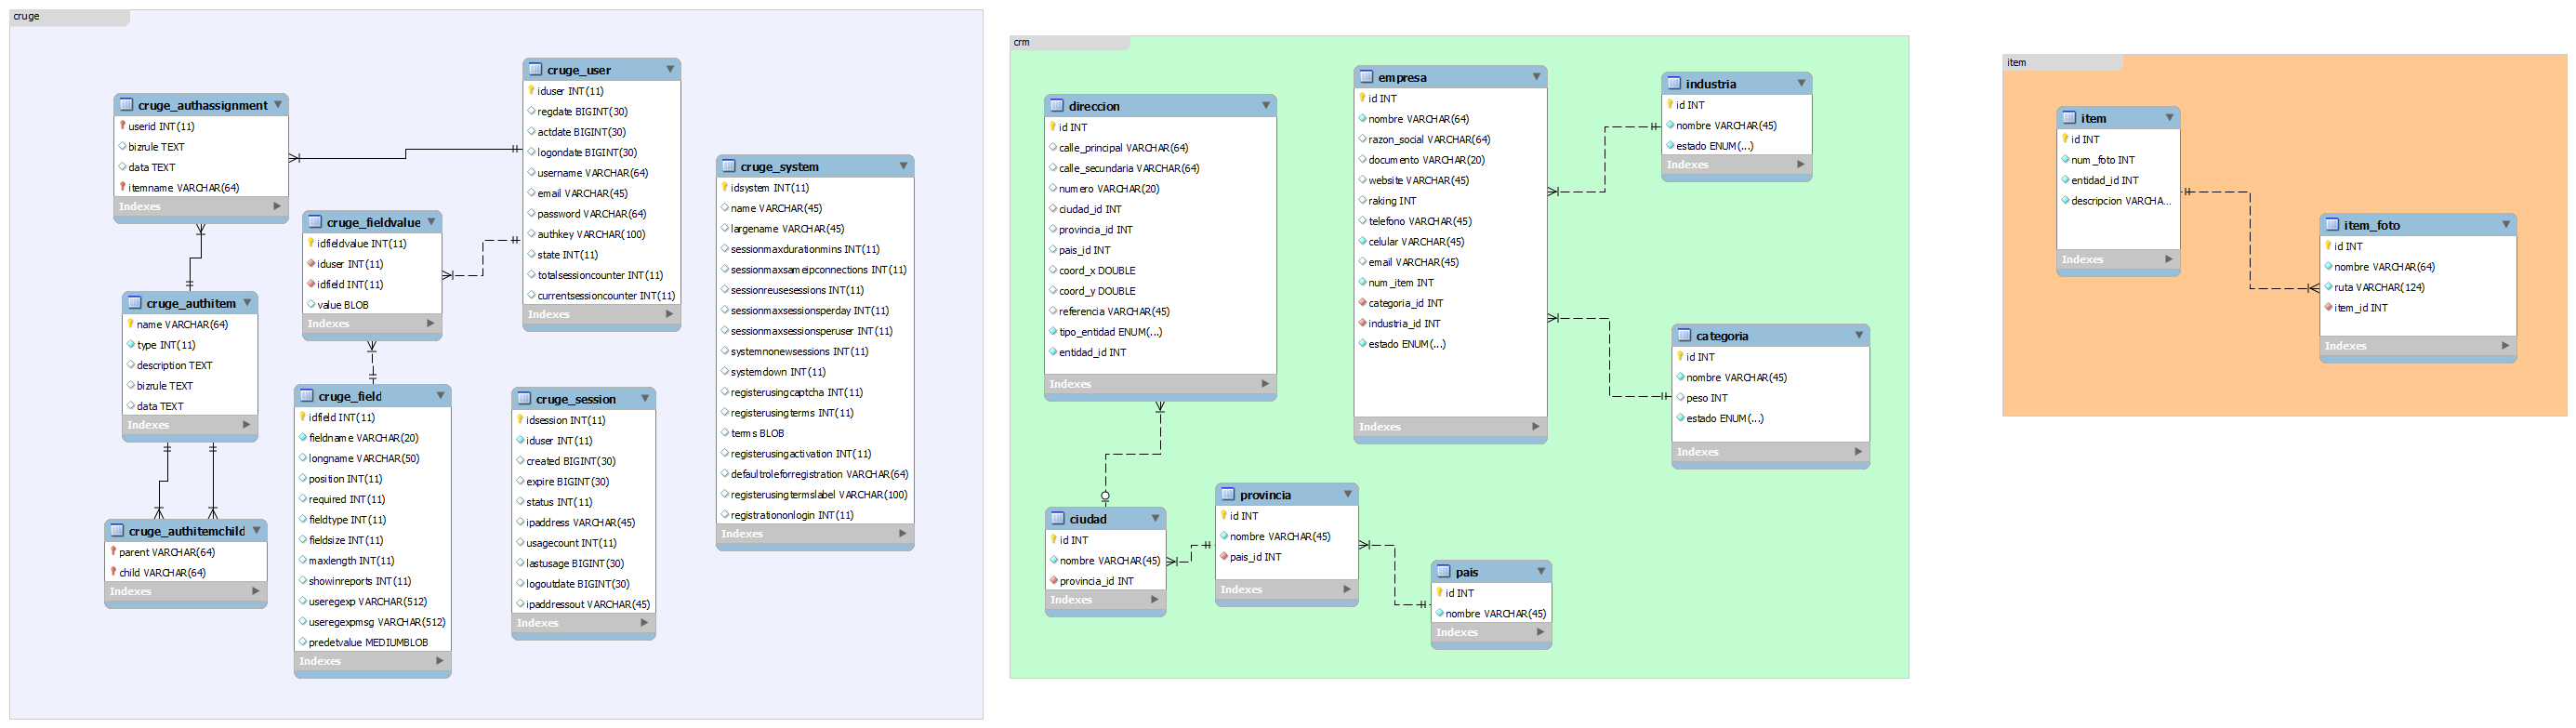 cruge
cruge_user
iduser INT(11)
regdate BIGINT(30)
actdate BIGINT(30)
logondate BIGINT(30)
username VARCHAR(64)
email VARCHAR(45)
password VARCHAR(64)
authkey VARCHAR(100)
state INT(11)
totalsessioncounter INT(11)
currentsessioncounter INT(11)
Indexes
cruge_authassignment
userid INT(11)
bizrule TEXT
data TEXT
itemname VARCHAR(64)
Indexes
cruge_fieldvalue
idfieldvalue INT(11)
iduser INT(11)
idfield INT(11)
value BLOB
Indexes
cruge_authitem
name VARCHAR(64)
type INT(11)
description TEXT
bizrule TEXT
data TEXT
Indexes
cruge_authitemchild
parent VARCHAR(64)
child VARCHAR(64)
Indexes
cruge_field
idfield INT(11)
fieldname VARCHAR(20)
longname VARCHAR(50)
position INT(11)
required INT(11)
fieldtype INT(11)
fieldsize INT(11)
maxlength INT(11)
showinreports INT(11)
useregexp VARCHAR(512)
useregexpmsg VARCHAR(512)
predetvalue MEDIUMBLOB
Indexes
cruge_session
idsession INT(11)
iduser INT(11)
created BIGINT(30)
expire BIGINT(30)
status INT(11)
ipaddress VARCHAR(45)
usagecount INT(11)
lastusage BIGINT(30)
logoutdate BIGINT(30)
ipaddressout VARCHAR(45)
Indexes
cruge_system
idsystem INT(11)
name VARCHAR(45)
largename VARCHAR(45)
sessionmaxdurationmins INT(11)
sessionmaxsameipconnections INT(11)
sessionreusesessions INT(11)
sessionmaxsessionsperday INT(11)
sessionmaxsessionsperuser INT(11)
systemnonewsessions INT(11)
systemdown INT(11)
registerusingcaptcha INT(11)
registerusingterms INT(11)
terms BLOB
registerusingactivation INT(11)
defaultroleforregistration VARCHAR(64)
registerusingtermslabel VARCHAR(100)
registrationonlogin INT(11)
Indexes
crm
direccion
id INT
calle_principal VARCHAR(64)
calle_secundaria VARCHAR(64)
numero VARCHAR(20)
ciudad_id INT
provincia_id INT
pais_id INT
coord_x DOUBLE
coord_y DOUBLE
referencia VARCHAR(45)
tipo_entidad ENUM(...)
entidad_id INT
Indexes
empresa
id INT
nombre VARCHAR(64)
razon_social VARCHAR(64)
documento VARCHAR(20)
website VARCHAR(45)
raking INT
telefono VARCHAR(45)
celular VARCHAR(45)
email VARCHAR(45)
num_item INT
categoria_id INT
industria_id INT
estado ENUM(...)
Indexes
industria
id INT
nombre VARCHAR(45)
estado ENUM(...)
Indexes
categoria
id INT
nombre VARCHAR(45)
peso INT
estado ENUM(...)
Indexes
ciudad
id INT
nombre VARCHAR(45)
provincia_id INT
Indexes
provincia
id INT
nombre VARCHAR(45)
pais_id INT
Indexes
pais
id INT
nombre VARCHAR(45)
Indexes
item
item
id INT
num_foto INT
entidad_id INT
descripcion VARCHA...
Indexes
item_foto
id INT
nombre VARCHAR(64)
ruta VARCHAR(124)
item_id INT
Indexes